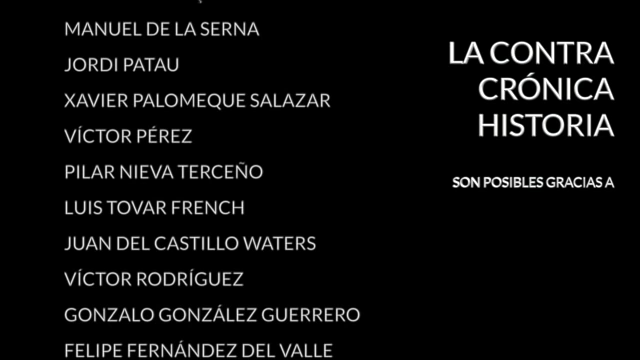 MANUEL DE LA SERNA
JORDI PATAU
XAVIER PALOMEQUE SALAZAR
VÍCTOR PÉREZ
PILAR NIEVA TERCEÑO
LUIS TOVAR FRENCH
JUAN DEL CASTILLO WATERS
VÍCTOR RODRÍGUEZ
GONZALO GONZÁLEZ GUERRERO
FELIPE FERNÁNDEZ DEL VALLE
LA CONTRA
CRÓNICA
HISTORIA
SON POSIBLES GRACIAS A